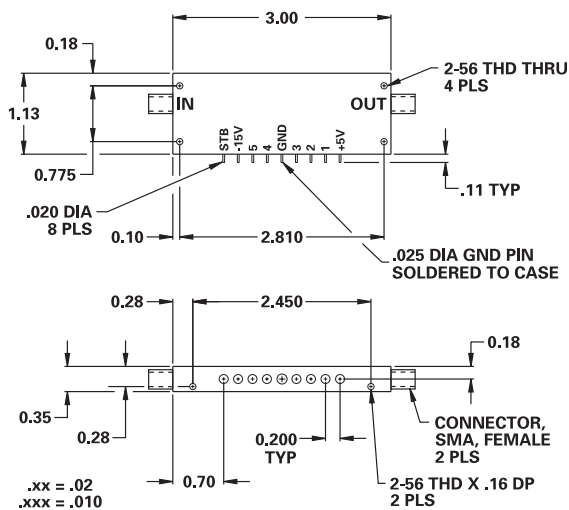 3.00
0.18
2-56 THD THRU
4 PLS
IN
OUT
1.13
STB
-15V
5
4
GND
3
2
1
+5V
0.775
.11 TYP
.020 DIA
8 PLS
0.10
2.810
.025 DIA GND PIN
SOLDERED TO CASE
0.28
2.450
0.18
0.35
0.28
0.200
TYP
CONNECTOR,
SMA, FEMALE
2 PLS
0.70
2-56 THD X .16 DP
2 PLS
.xx = .02
.xxx = .010